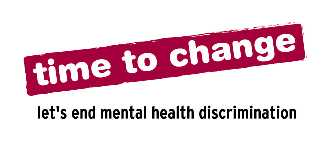 time to change
let's end mental health discrimination